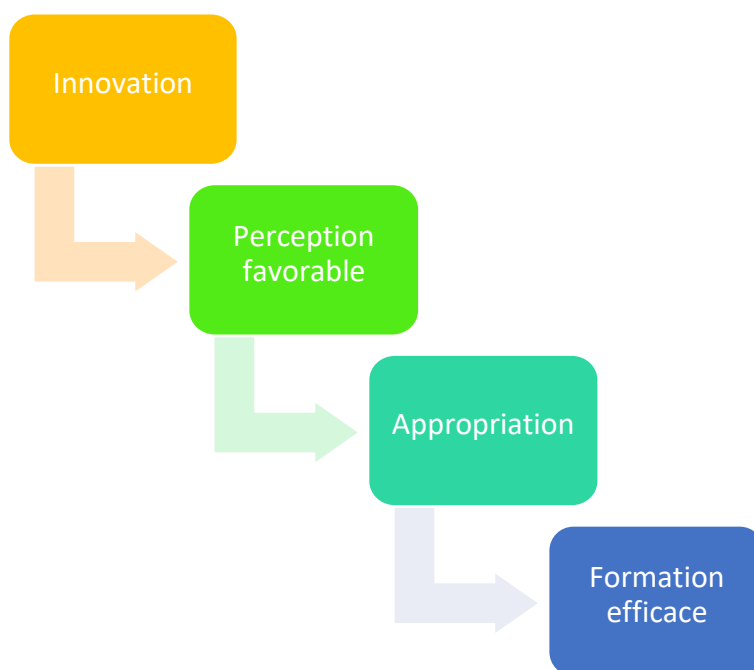 Innovation
Perception
favorable
Appropriation
Formation
efficace